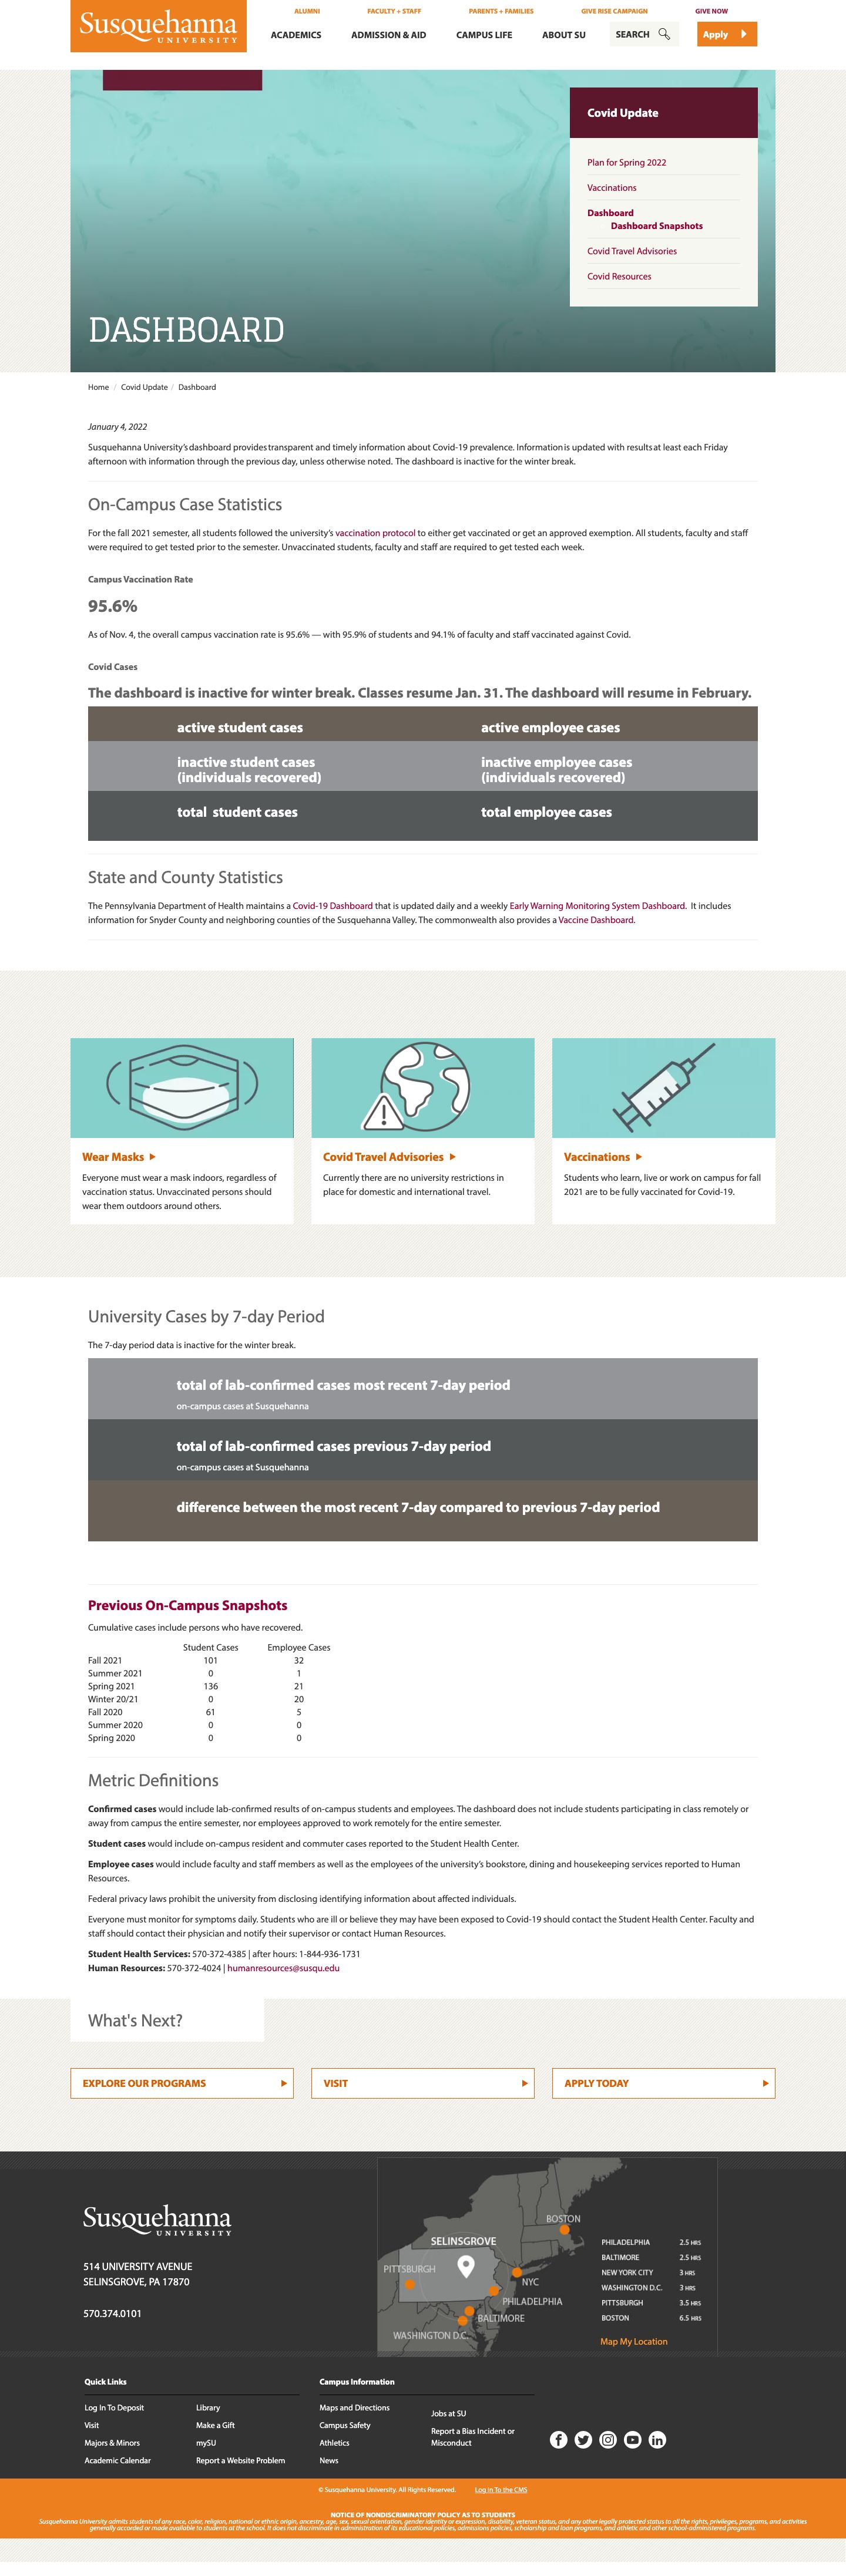 Susquehanna
UNIVERSITY
ALUMNI
FACULTY + STAFF
PARENTS + FAMILIES
GIVE RISE CAMPAIGN
GIVE NOW
ACADEMICS
ADMISSION & AID
CAMPUS LIFE
ABOUT SU
SEARCH
Apply
Covid Update
Plan for Spring 2022
Vaccinations
Dashboard
Dashboard Snapshots
Covid Travel Advisories
Covid Resources
DASHBOARD
Home / Covid Update / Dashboard
January 4, 2022
Susquehanna University's dashboard provides transparent and timely information about Covid-19 prevalence. Information is updated with results at least each Friday
afternoon with information through the previous day, unless otherwise noted. The dashboard is inactive for the winter break.
On-Campus Case Statistics
For the fall 2021 semester, all students followed the university's vaccination protocol to either get vaccinated or get an approved exemption. All students, faculty and staff
were required to get tested prior to the semester. Unvaccinated students, faculty and staff are required to get tested each week.
Campus Vaccination Rate
95.6%
As of Nov. 4, the overall campus vaccination rate is 95.6% — with 95.9% of students and 94.1% of faculty and staff vaccinated against Covid.
Covid Cases
The dashboard is inactive for winter break. Classes resume Jan. 31. The dashboard will resume in February.
active student cases
active employee cases
inactive student cases
(individuals recovered)
inactive employee cases
(individuals recovered)
total student cases
total employee cases
State and County Statistics
The Pennsylvania Department of Health maintains a Covid-19 Dashboard that is updated daily and a weekly Early Warning Monitoring System Dashboard. It includes
information for Snyder County and neighboring counties of the Susquehanna Valley. The commonwealth also provides a Vaccine Dashboard.
Wear Masks
Everyone must wear a mask indoors, regardless of
vaccination status. Unvaccinated persons should
wear them outdoors around others.
Covid Travel Advisories
Currently there are no university restrictions in
place for domestic and international travel.
Vaccinations
Students who learn, live or work on campus for fall
2021 are to be fully vaccinated for Covid-19.
University Cases by 7-day Period
The 7-day period data is inactive for the winter break.
total of lab-confirmed cases most recent 7-day period
on-campus cases at Susquehanna
total of lab-confirmed cases previous 7-day period
on-campus cases at Susquehanna
difference between the most recent 7-day compared to previous 7-day period
Previous On-Campus Snapshots
Cumulative cases include persons who have recovered.
Student Cases Employee Cases
Fall 2021 101 32
Summer 2021 0 1
Spring 2021 136 21
Winter 20/21 0 20
Fall 2020 61 5
Summer 2020 0 0
Spring 2020 0 0
Metric Definitions
Confirmed cases would include lab-confirmed results of on-campus students and employees. The dashboard does not include students participating in class remotely or
away from campus the entire semester, nor employees approved to work remotely for the entire semester.
Student cases would include on-campus resident and commuter cases reported to the Student Health Center.
Employee cases would include faculty and staff members as well as the employees of the university's bookstore, dining and housekeeping services reported to Human
Resources.
Federal privacy laws prohibit the university from disclosing identifying information about affected individuals.
Everyone must monitor for symptoms daily. Students who are ill or believe they may have been exposed to Covid-19 should contact the Student Health Center. Faculty and
staff should contact their physician and notify their supervisor or contact Human Resources.
Student Health Services: 570-372-4385 | after hours: 1-844-936-1731
Human Resources: 570-372-4024 | humanresources@susqu.edu
What's Next?
EXPLORE OUR PROGRAMS
VISIT
APPLY TODAY
Susquehanna
UNIVERSITY
514 UNIVERSITY AVENUE
SELINSGROVE, PA 17870
570.374.0101
BOSTON
SELINSGROVE
PITTSBURGH
NYC
PHILADELPHIA
BALTIMORE
WASHINGTON D.C.
PHILADELPHIA 2.5 HRS
BALTIMORE 2.5 HRS
NEW YORK CITY 3 HRS
WASHINGTON D.C. 3 HRS
PITTSBURGH 3.5 HRS
BOSTON 6.5 HRS
Map My Location
Quick Links
Log In To Deposit
Visit
Majors & Minors
Academic Calendar
Library
Make a Gift
mySU
Report a Website Problem
Campus Information
Maps and Directions
Campus Safety
Athletics
News
Jobs at SU
Report a Bias Incident or
Misconduct
© Susquehanna University. All Rights Reserved. Log In To the CMS
NOTICE OF NONDISCRIMINATORY POLICY AS TO STUDENTS
Susquehanna University admits students of any race, color, religion, national or ethnic origin, ancestry, age, sex, sexual orientation, gender identity or expression, disability, veteran status, and any other legally protected status to all the rights, privileges, programs, and activities
generally accorded or made available to students at the school. It does not discriminate in administration of its educational policies, admissions policies, scholarship and loan programs, and athletic and other school-administered programs.